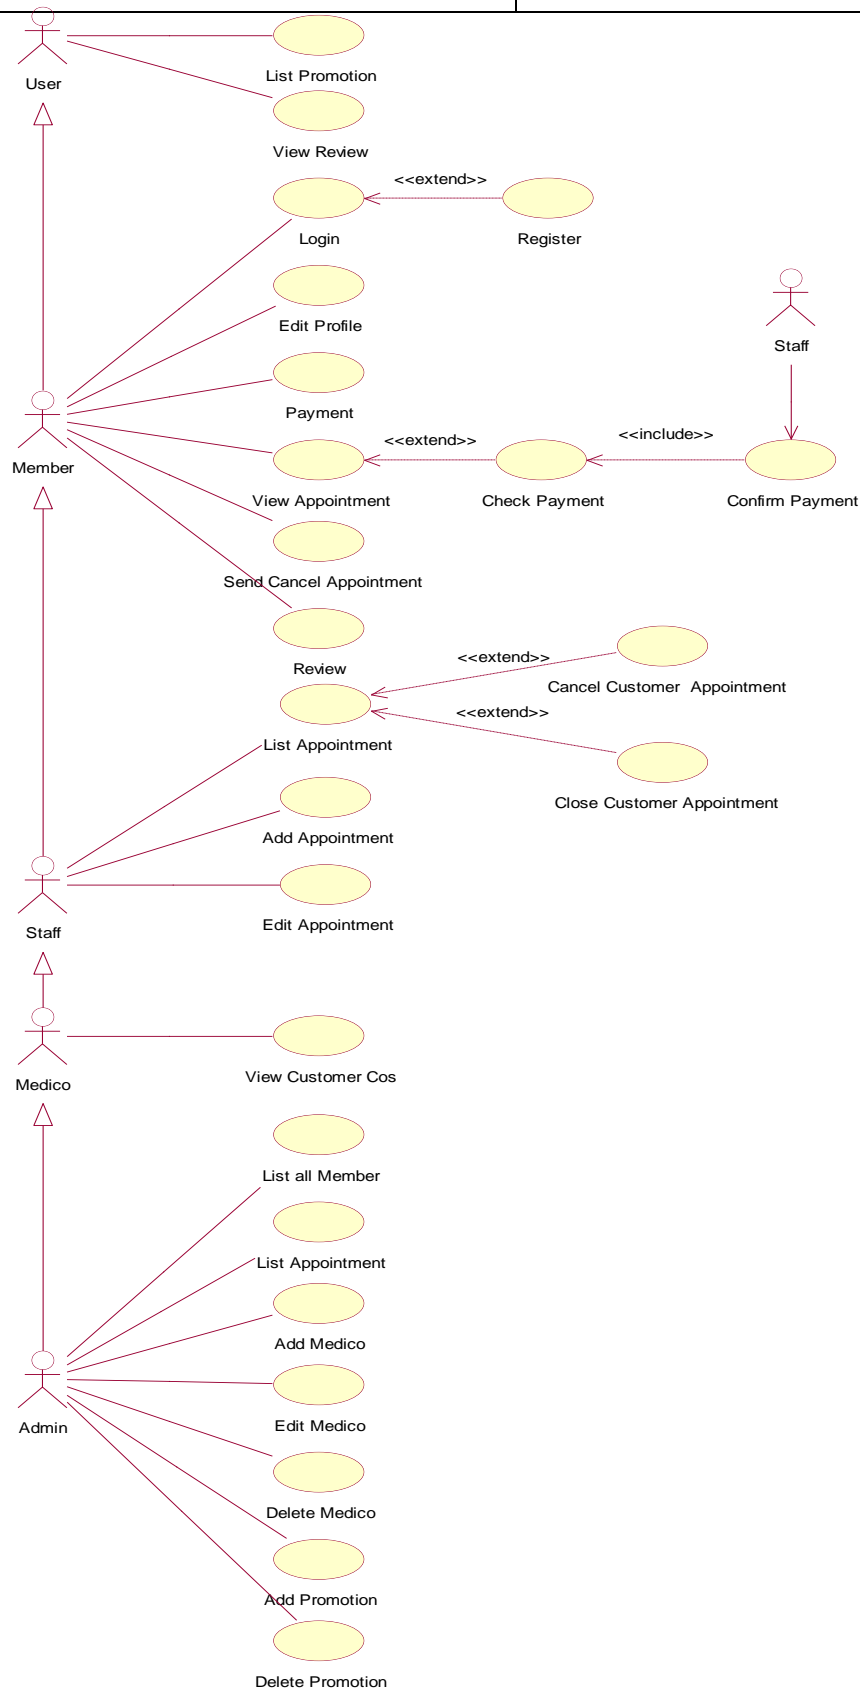 User
List Promotion
View Review
<<extend>>
Login
Register
Edit Profile
Staff
Payment
Member
<<extend>>
<<include>>
View Appointment
Check Payment
Confirm Payment
Send Cancel Appointment
Review
<<extend>>
Cancel Customer Appointment
<<extend>>
List Appointment
Close Customer Appointment
Add Appointment
Staff
Edit Appointment
Medico
View Customer Cos
List all Member
List Appointment
Add Medico
Admin
Edit Medico
Delete Medico
Add Promotion
Delete Promotion